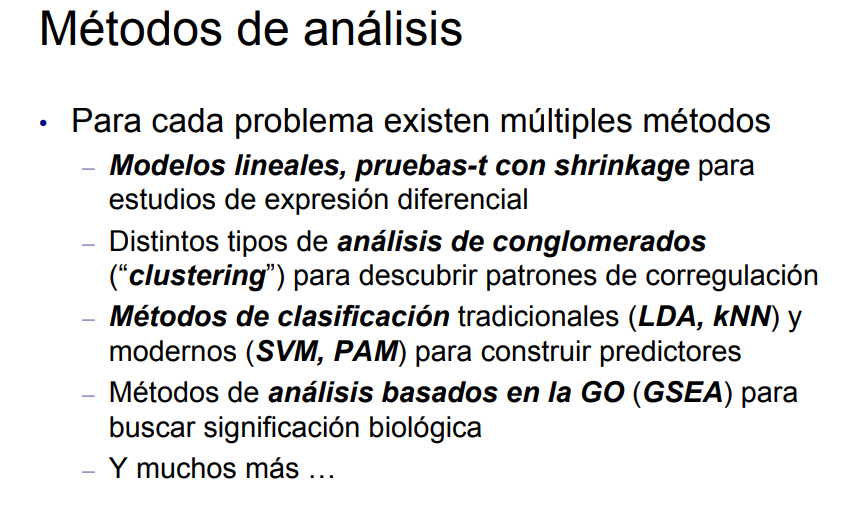 Métodos de análisis
• Para cada problema existen múltiples métodos
– Modelos lineales, pruebas-t con shrinkage para
estudios de expresión diferencial
– Distintos tipos de análisis de conglomerados
(“clustering”) para descubrir patrones de corregulación
– Métodos de clasificación tradicionales (LDA, kNN) y
modernos (SVM, PAM) para construir predictores
– Métodos de análisis basados en la GO (GSEA) para
buscar significación biológica
– Y muchos más …